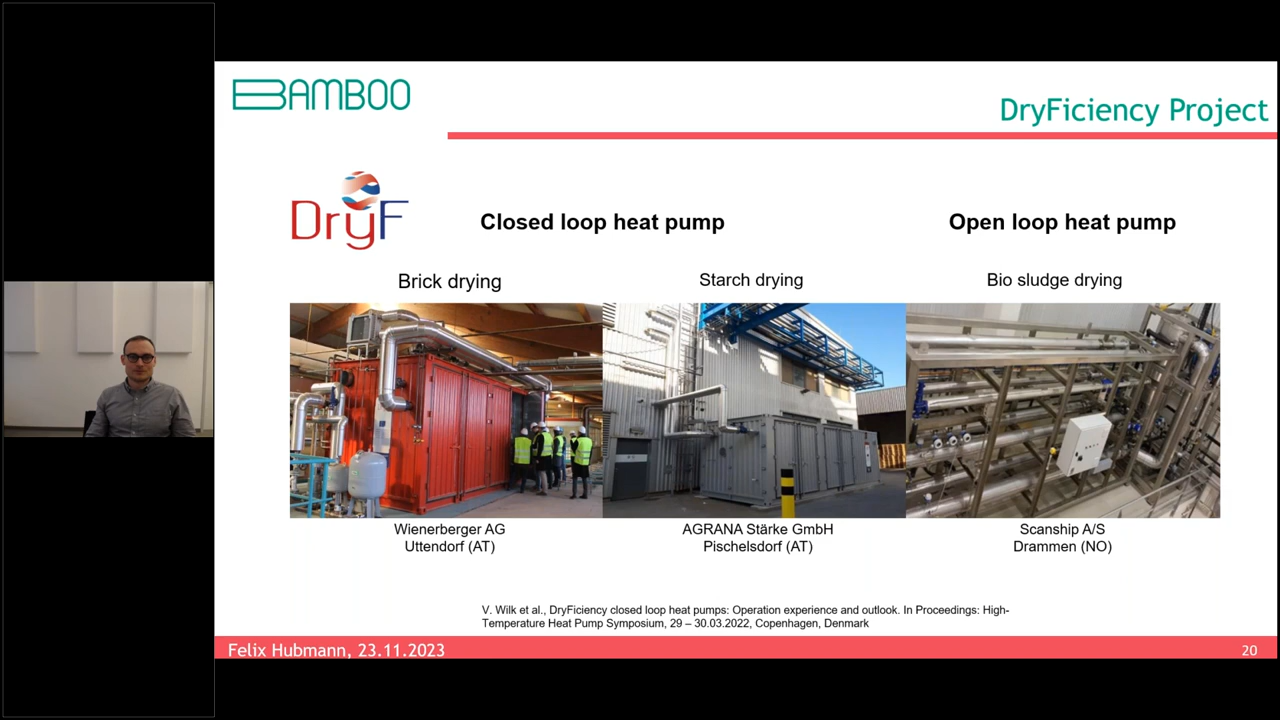 BAMBOO
DryFiciency Project
DryF
Closed loop heat pump
Open loop heat pump
Brick drying
Starch drying
Bio sludge drying
Wienerberger AG
Uttendorf (AT)
AGRANA Stärke GmbH
Pischelsdorf (AT)
Scanship A/S
Drammen (NO)
V. Wilk et al., DryFiciency closed loop heat pumps: Operation experience and outlook. In Proceedings: High-
Temperature Heat Pump Symposium, 29 – 30.03.2022, Copenhagen, Denmark
Felix Hubmann, 23.11.2023
20